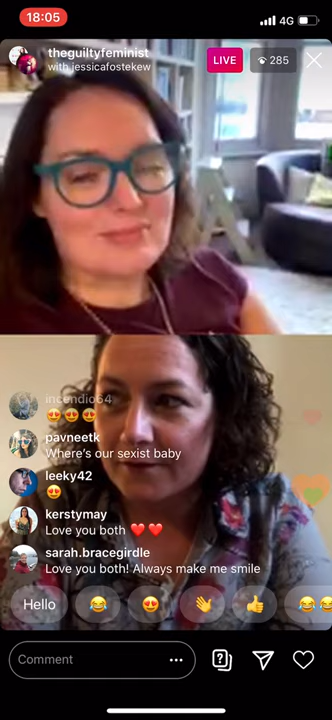 18:05
4G
theguiltyfeminist
with jessicafostekew
LIVE
285
incendio64
😍😍😍
pavneetk
Where's our sexist baby
leeky42
😍
kerstymay
Love you both ❤️❤️
sarah.bracegirdle
Love you both! Always make me smile
Hello
Comment